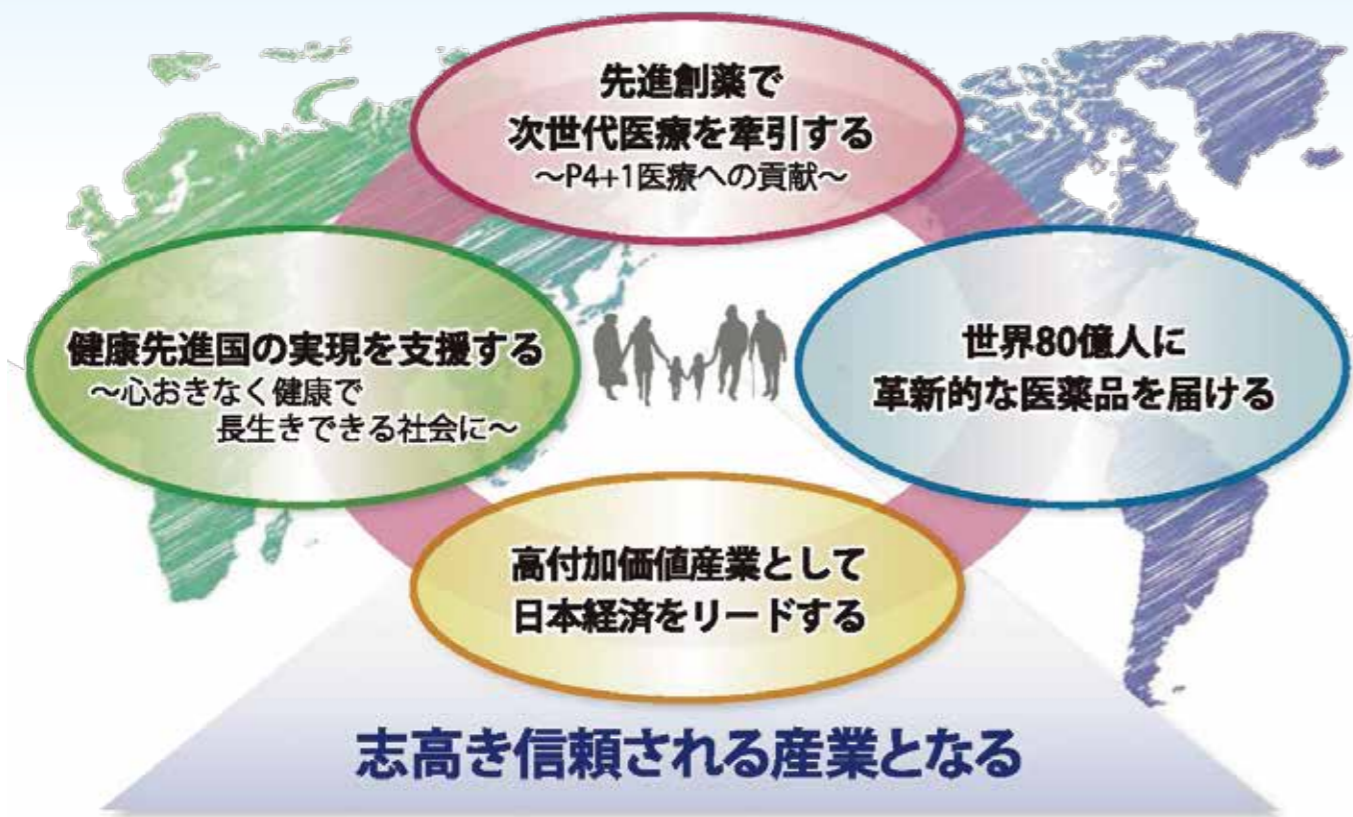 先進創薬で
次世代医療を牽引する
～P4+1医療への貢献～
健康先進国の実現を支援する
～心おきなく健康で
長生きできる社会に～
世界80億人に
革新的な医薬品を届ける
高付加価値産業として
日本経済をリードする
志高き信頼される産業となる